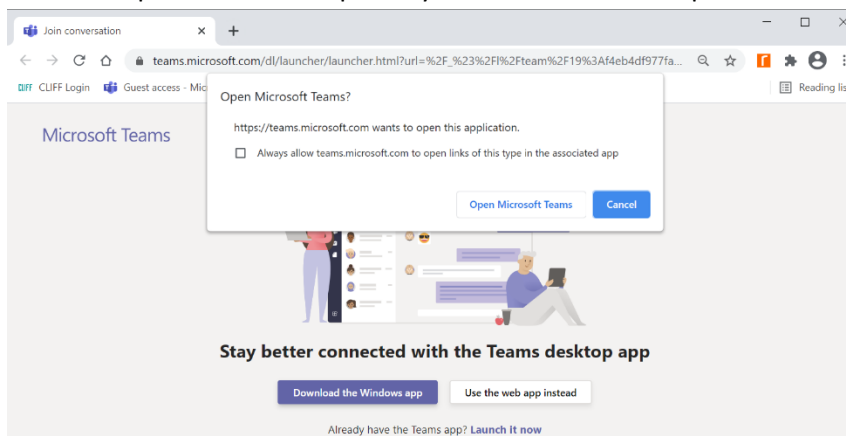 Join conversation
teams.microsoft.com/dl/launcher/launcher.html?url=%2F_%23%2Fl%2Fteam%2F19%3Af4eb4df977fa...
CLIFF Login Guest access - Mic Reading lis
Open Microsoft Teams?
https://teams.microsoft.com wants to open this application.
Always allow teams.microsoft.com to open links of this type in the associated app
Open Microsoft Teams Cancel
Microsoft Teams
Stay better connected with the Teams desktop app
Download the Windows app Use the web app instead
Already have the Teams app? Launch it now